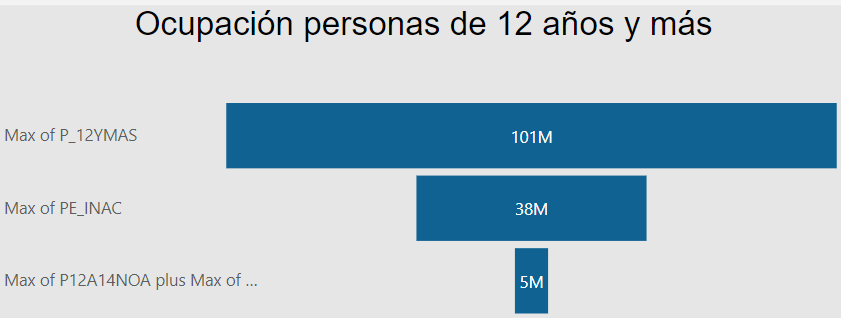 Ocupación personas de 12 años y más
Max of P_12YMAS
101M
Max of PE_INAC
38M
Max of P12A14NOA plus Max of ...
5M